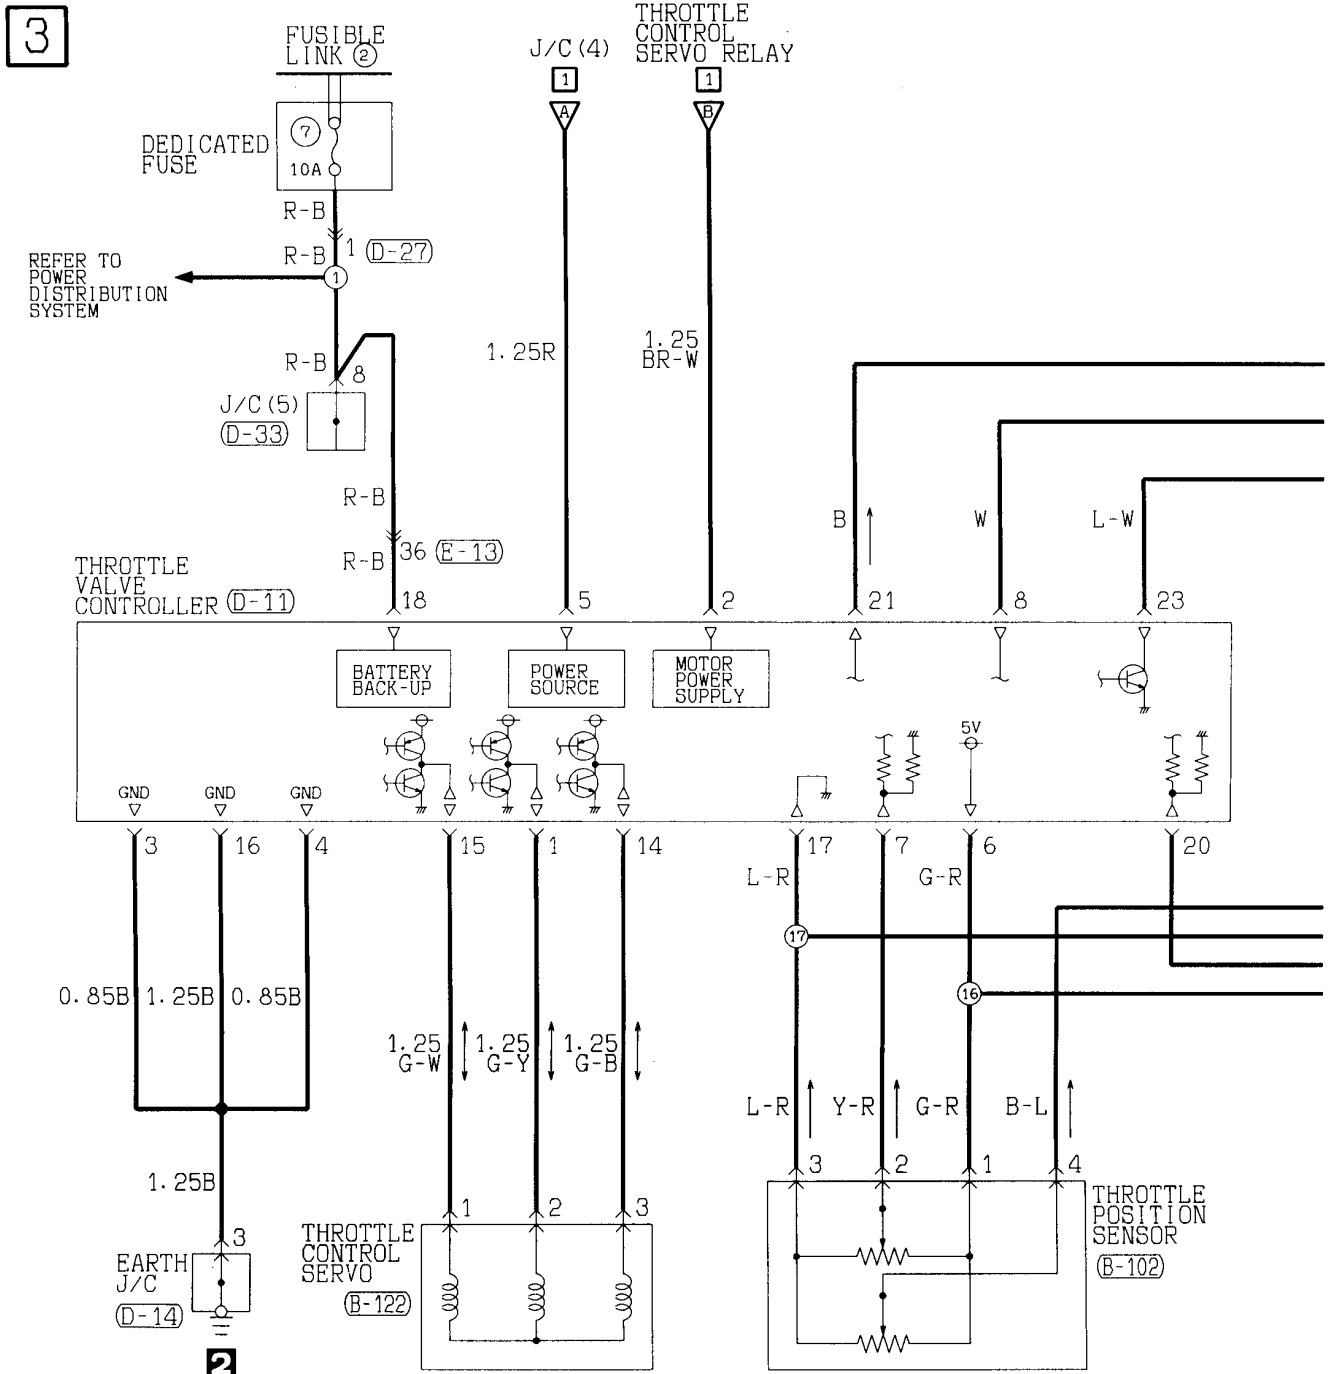 3
FUSIBLE
LINK ②
J/C(4)
1
A
THROTTLE
CONTROL
SERVO RELAY
1
B
DEDICATED
FUSE
7
10A
R-B
1 D-27
R-B
1
REFER TO
POWER
DISTRIBUTION
SYSTEM
R-B
8
J/C(5)
D-33
1.25R
1.25
BR-W
R-B
36 E-13
R-B
B
W
L-W
THROTTLE
VALVE
CONTROLLER D-11
18
5
2
21
8
23
BATTERY
BACK-UP
POWER
SOURCE
MOTOR
POWER
SUPPLY
5V
GND
GND
GND
3
16
4
15
1
14
17
7
6
20
L-R
G-R
17
16
0.85B
1.25B
0.85B
1.25
G-W
1.25
G-Y
1.25
G-B
L-R
Y-R
G-R
B-L
1.25B
3
EARTH
J/C
D-14
2
THROTTLE
CONTROL
SERVO
B-122
1
2
3
3
2
1
4
THROTTLE
POSITION
SENSOR
B-102